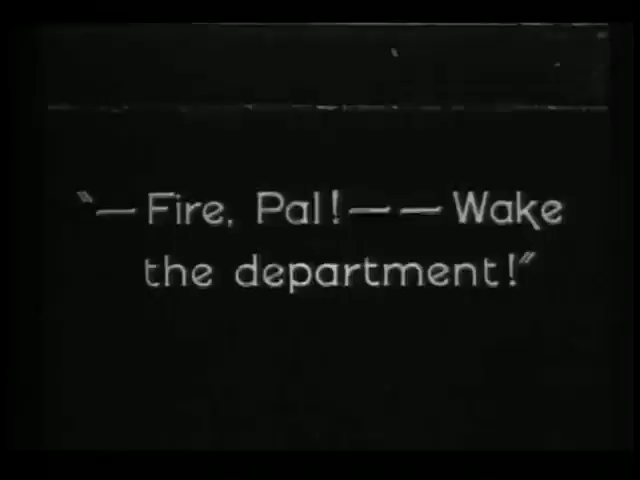 "— Fire, Pal! — — Wake
the department!"